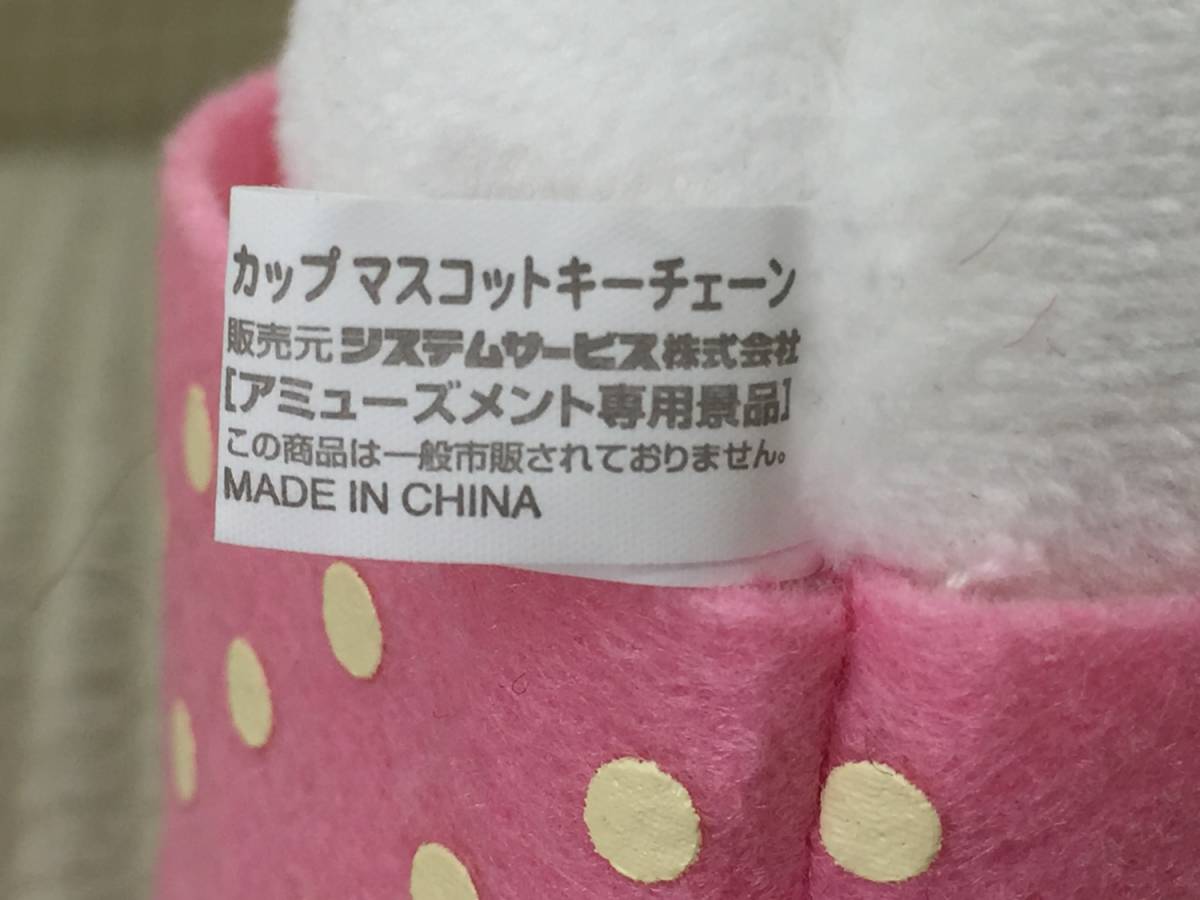 カップ マスコットキーチェーン
販売元 システムサービス株式会社
[アミューズメント専用景品]
この商品は一般市販されておりません。
MADE IN CHINA